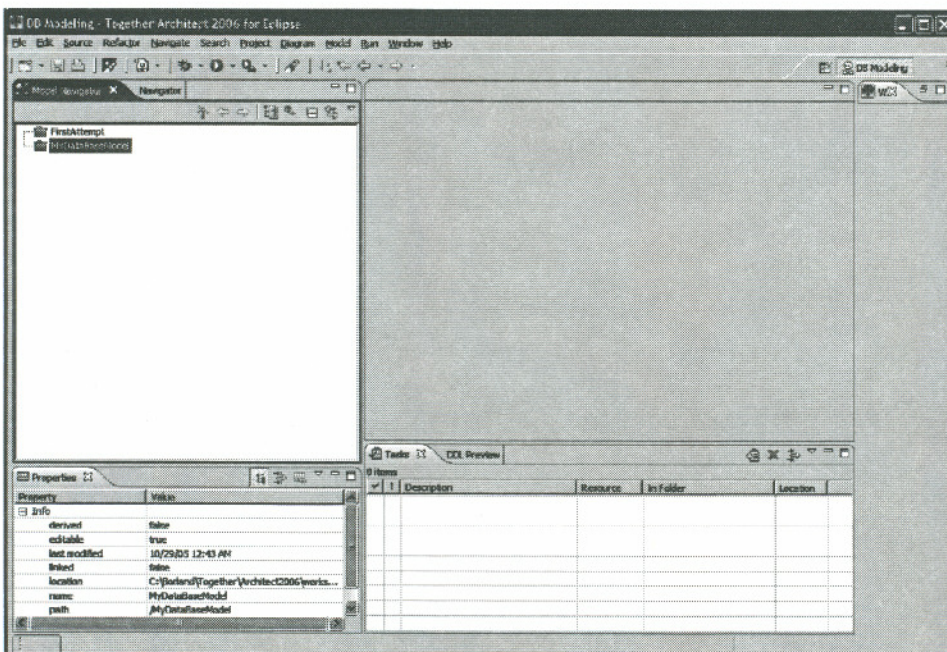 DB Modeling - Together Architect 2006 for Eclipse
File Edit Source Refactor Navigate Search Project Diagram Model Run Window Help
DB Modeling
Model Navigator Navigator
FirstAttempt
MyDataBaseModel
Properties
Property Value
Info
derived false
editable true
last modified 10/29/05 12:43 AM
linked false
location C:\Borland\Together\Architect2006\works...
name MyDataBaseModel
path /MyDataBaseModel
Tasks DDL Preview
0 items
! Description Resource In Folder Location